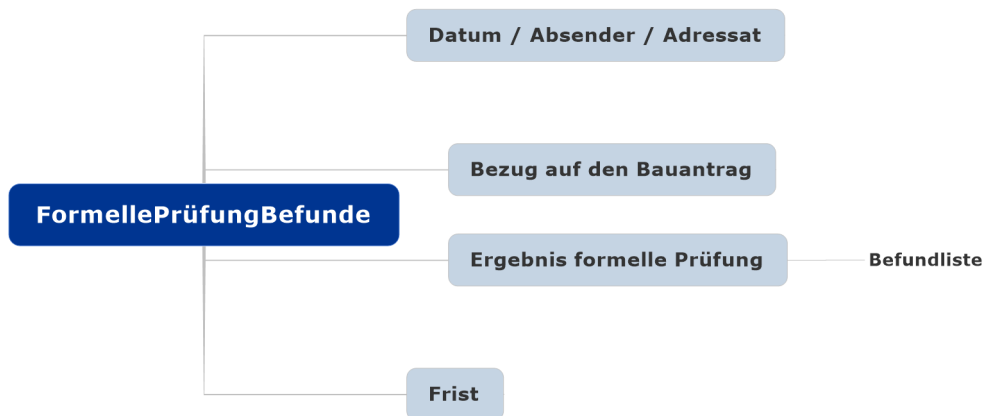 Datum / Absender / Adressat
Bezug auf den Bauantrag
FormellePrüfungBefunde
Ergebnis formelle Prüfung
Befundliste
Frist